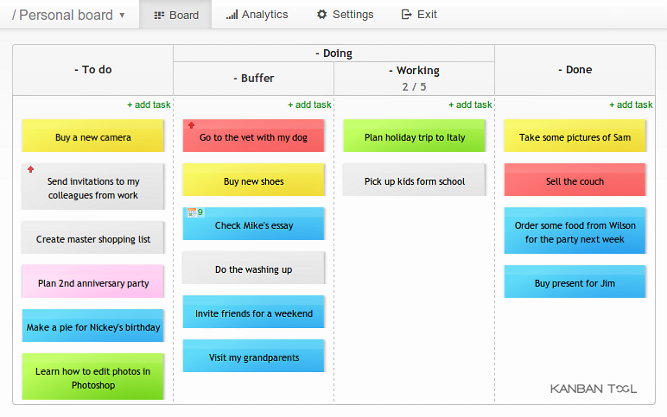 / Personal board ▾
Board
Analytics
Settings
Exit
- To do
- Doing
- Buffer
- Working
2 / 5
- Done
+ add task
Buy a new camera
Send invitations to my
colleagues from work
Create master shopping list
Plan 2nd anniversary party
Make a pie for Nickey's birthday
Learn how to edit photos in
Photoshop
+ add task
Go to the vet with my dog
Buy new shoes
9
Check Mike's essay
Do the washing up
Invite friends for a weekend
Visit my grandparents
+ add task
Plan holiday trip to Italy
Pick up kids form school
+ add task
Take some pictures of Sam
Sell the couch
Order some food from Wilson
for the party next week
Buy present for Jim
KANBAN TOOL